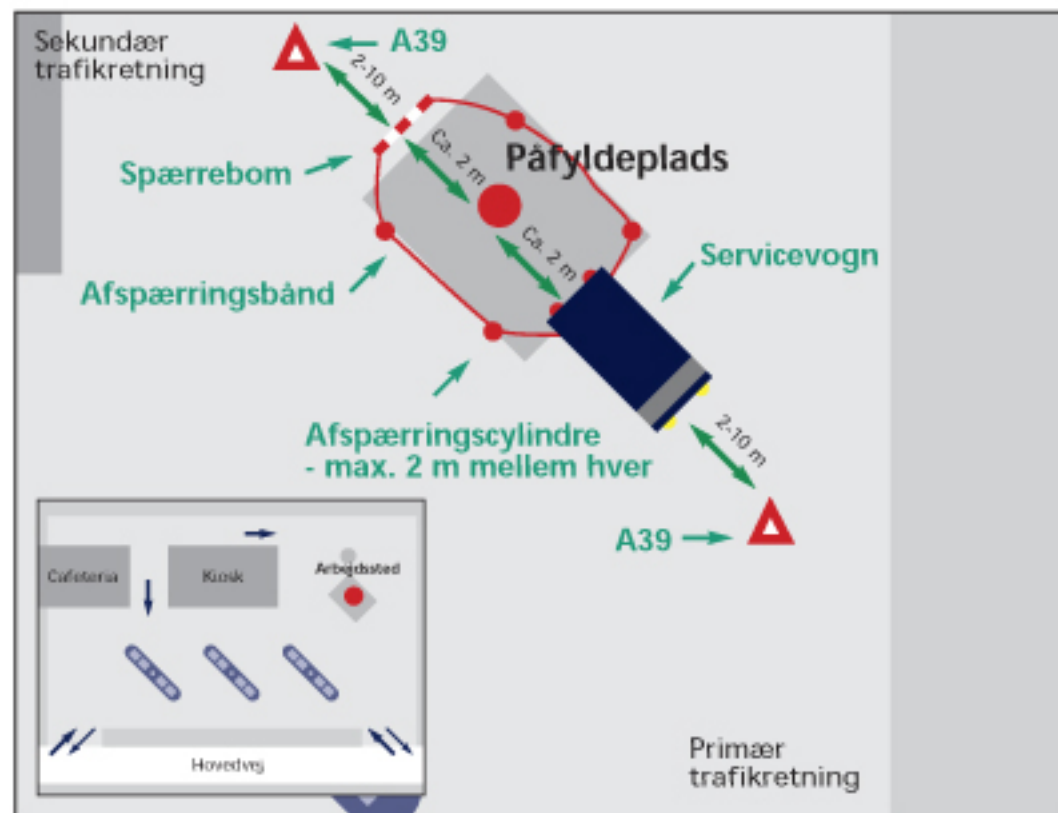 Sekundær
trafikretning
A39
2-10 m
Spærrebom
Ca. 2 m
Påfyldeplads
Ca. 2 m
Servicevogn
Afspærringsbånd
Afspærringscylindre
- max. 2 m mellem hver
2-10 m
A39
Cafeteria
Kiosk
Arbejdssted
Hovedvej
Primær
trafikretning